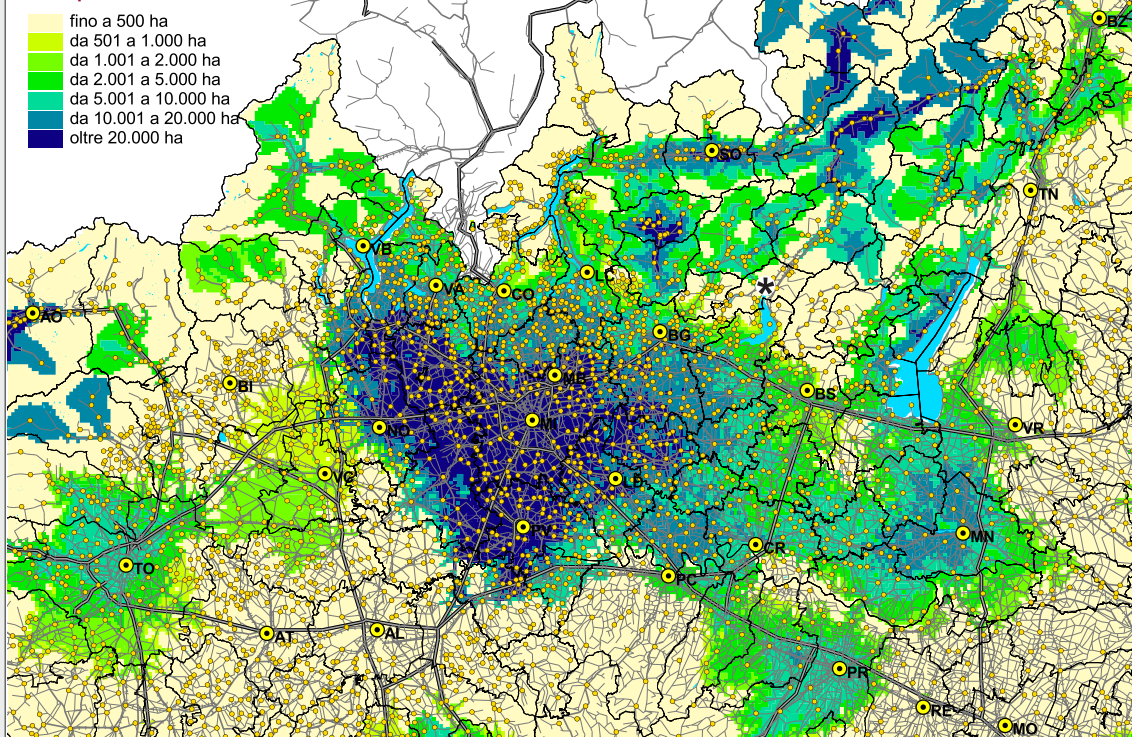 fino a 500 ha
da 501 a 1.000 ha
da 1.001 a 2.000 ha
da 2.001 a 5.000 ha
da 5.001 a 10.000 ha
da 10.001 a 20.000 ha
oltre 20.000 ha
BZ
SO
TN
VB
LC
VA
CO
*
AO
BG
MB
BI
BS
MI
NO
VR
VC
LO
PV
MN
CR
TO
PC
AT
AL
PR
RE
MO